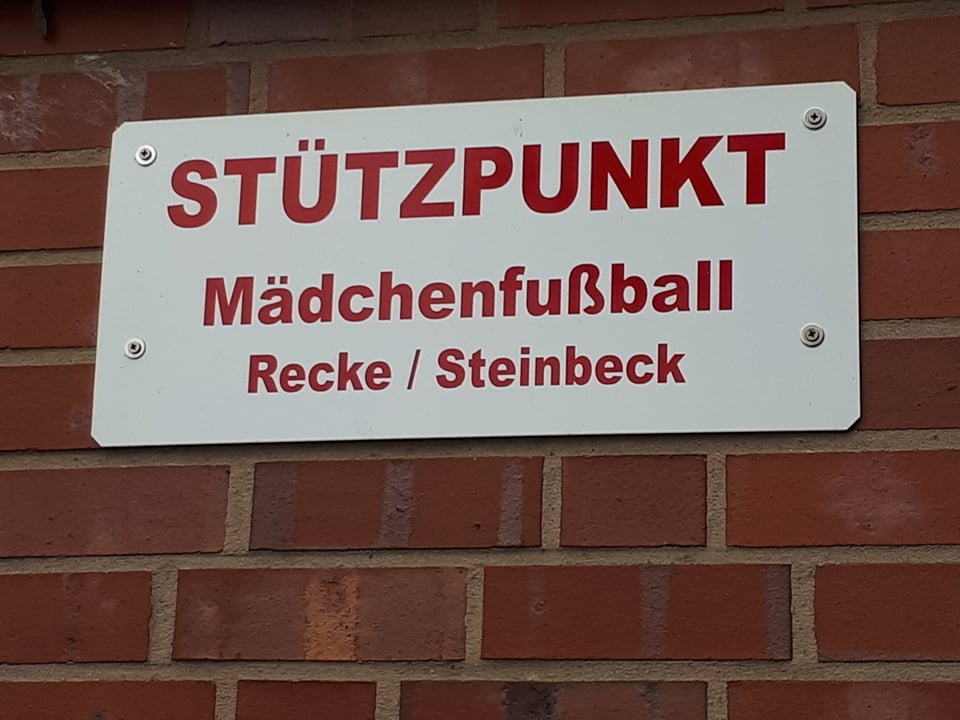 STÜTZPUNKT
Mädchenfußball
Recke / Steinbeck